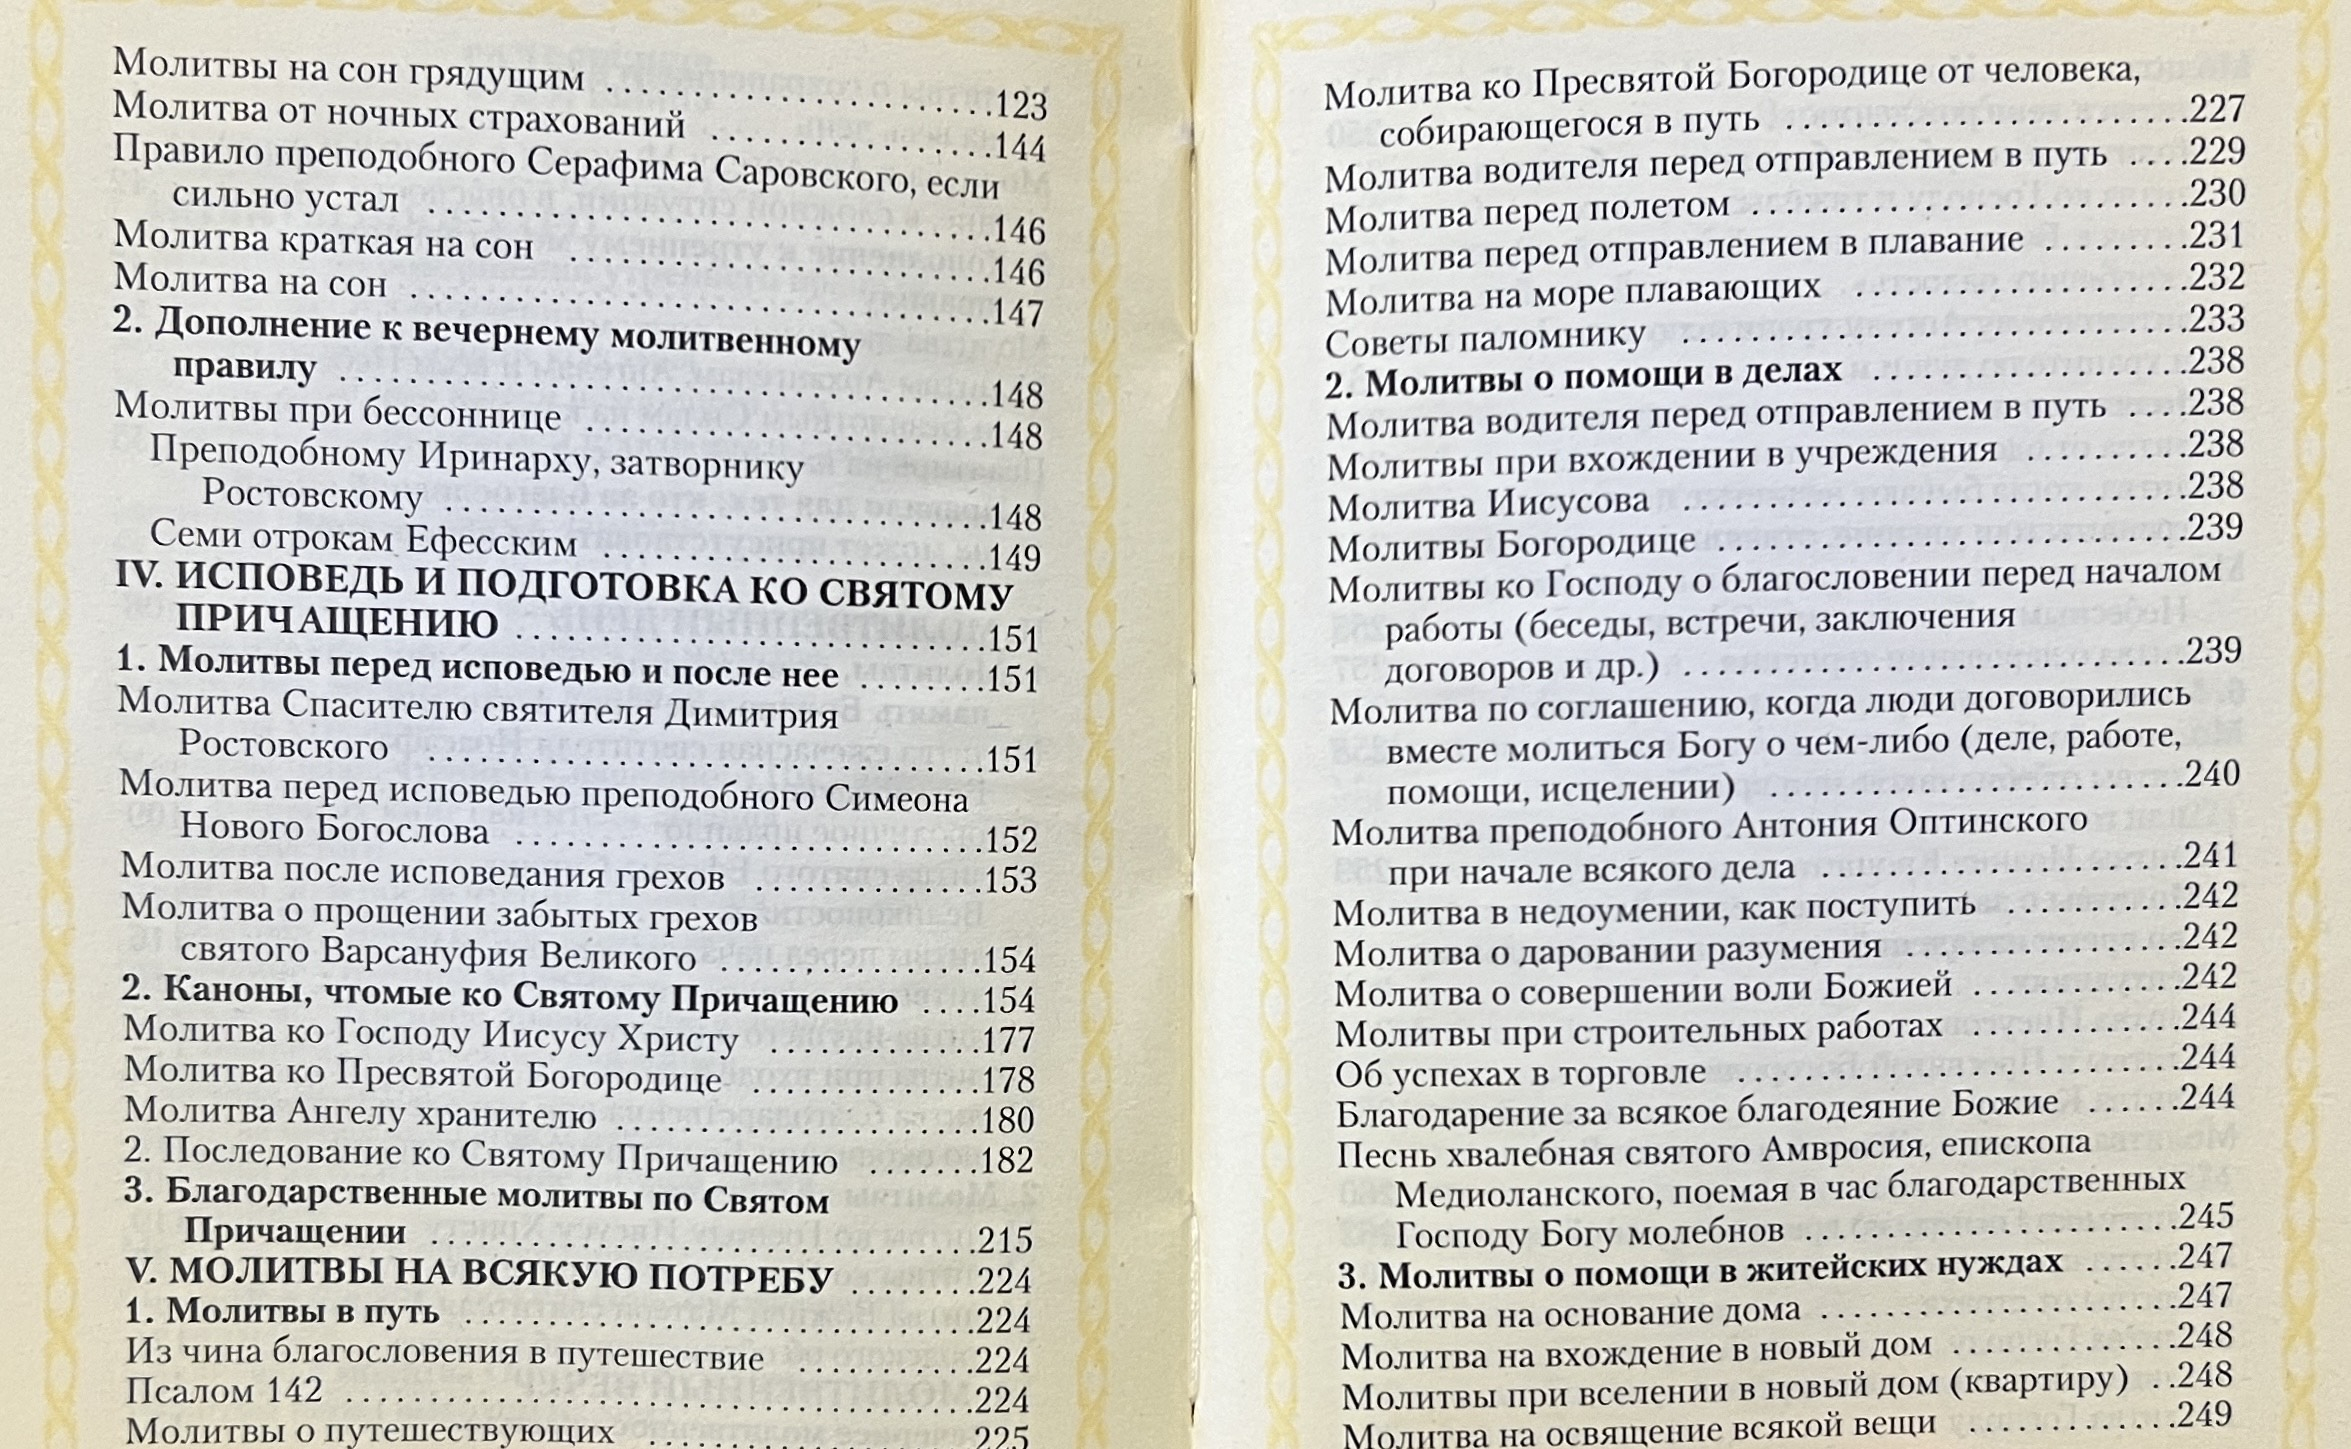 Молитвы на сон грядущим ........................123
Молитва от ночных страхований .................144
Правило преподобного Серафима Саровского, если
сильно устал ..................................146
Молитва краткая на сон .........................146
Молитва на сон ..................................147
2. Дополнение к вечернему молитвенному
правилу ......................................148
Молитвы при бессоннице ........................148
Преподобному Иринарху, затворнику
Ростовскому ................................148
Семи отрокам Ефесским .......................149
IV. ИСПОВЕДЬ И ПОДГОТОВКА КО СВЯТОМУ
ПРИЧАЩЕНИЮ .............................151
1. Молитвы перед исповедью и после нее ........151
Молитва Спасителю святителя Димитрия
Ростовского .................................151
Молитва перед исповедью преподобного Симеона
Нового Богослова ............................152
Молитва после исповедания грехов ..............153
Молитва о прощении забытых грехов
святого Варсануфия Великого ................154
2. Каноны, чтомые ко Святому Причащению ....154
Молитва ко Господу Иисусу Христу .............177
Молитва ко Пресвятой Богородице ..............178
Молитва Ангелу хранителю ......................180
2. Последование ко Святому Причащению .......182
3. Благодарственные молитвы по Святом
Причащении .................................215
V. МОЛИТВЫ НА ВСЯКУЮ ПОТРЕБУ ........224
1. Молитвы в путь ...............................224
Из чина благословения в путешествие ...........224
Псалом 142 ......................................224
Молитвы о путешествующих ....................225
Молитва ко Пресвятой Богородице от человека,
собирающегося в путь ........................227
Молитва водителя перед отправлением в путь ....229
Молитва перед полетом ..........................230
Молитва перед отправлением в плавание .........231
Молитва на море плавающих ....................232
Советы паломнику ...............................233
2. Молитвы о помощи в делах ...................238
Молитва водителя перед отправлением в путь ....238
Молитвы при вхождении в учреждения ..........238
Молитва Иисусова ...............................238
Молитвы Богородице ............................239
Молитвы ко Господу о благословении перед началом
работы (беседы, встречи, заключения
договоров и др.) ..............................239
Молитва по соглашению, когда люди договорились
вместе молиться Богу о чем-либо (деле, работе,
помощи, исцелении) .........................240
Молитва преподобного Антония Оптинского
при начале всякого дела ......................241
Молитва в недоумении, как поступить ...........242
Молитва о даровании разумения .................242
Молитва о совершении воли Божией .............242
Молитвы при строительных работах .............244
Об успехах в торговле ...........................244
Благодарение за всякое благодеяние Божие ......244
Песнь хвалебная святого Амвросия, епископа
Медиоланского, поемая в час благодарственных
Господу Богу молебнов .......................245
3. Молитвы о помощи в житейских нуждах ......247
Молитва на основание дома ......................247
Молитва на вхождение в новый дом ..............248
Молитвы при вселении в новый дом (квартиру) ..248
Молитва на освящение всякой вещи .............249